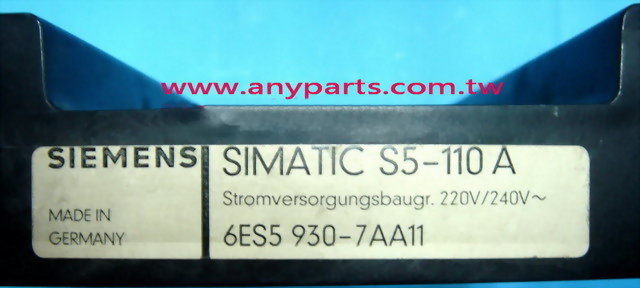 www.anyparts.com.tw
SIEMENS
MADE IN
GERMANY
SIMATIC S5-110 A
Stromversorgungsbaugr. 220V/240V~
6ES5 930-7AA11